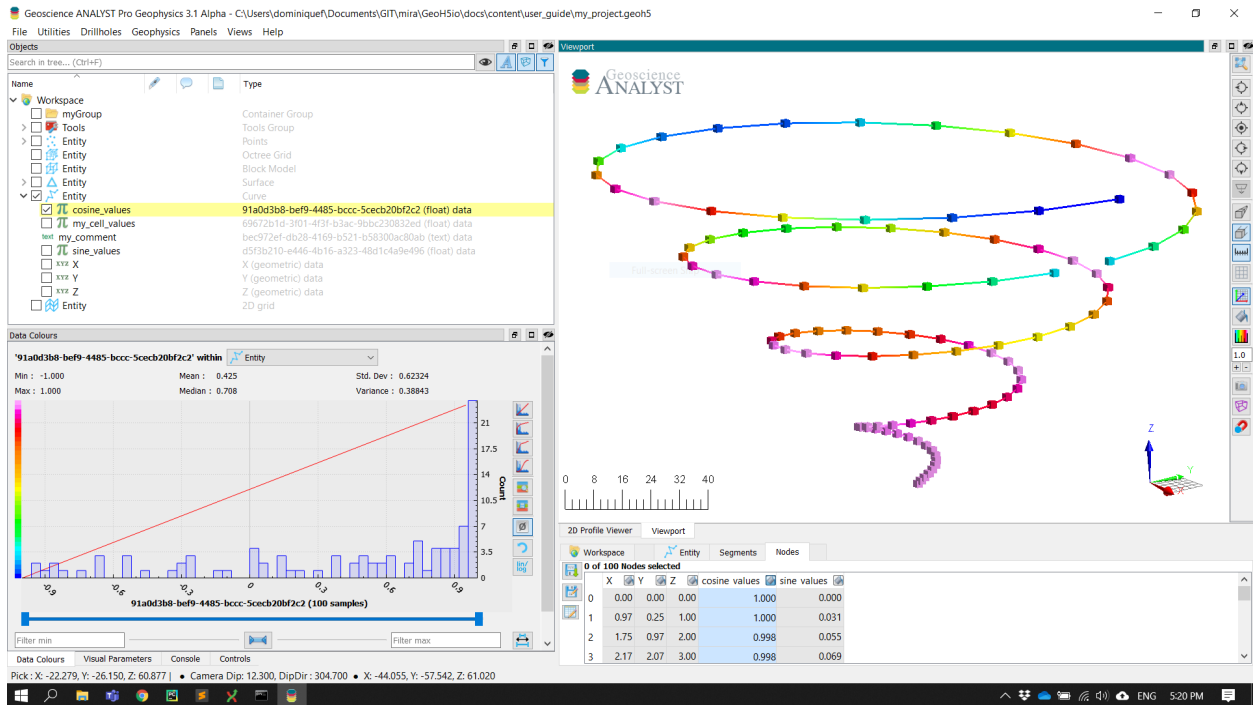 Geoscience ANALYST Pro Geophysics 3.1 Alpha - C:\Users\dominiquef\Documents\GIT\mira\GeoH5io\docs\content\user_guide\my_project.geoh5
File Utilities Drillholes Geophysics Panels Views Help
Objects
Search in tree... (Ctrl+F)
Name Type
Workspace
myGroup Container Group
Tools Tools Group
Entity Points
Entity Octree Grid
Entity Block Model
Entity Surface
Entity Curve
cosine_values 91a0d3b8-bef9-4485-bccc-5cecb20bf2c2 (float) data
my_cell_values 69672b1d-3f01-4f3f-b3ac-9bbc230832ed (float) data
text my_comment bec972ef-db28-4169-b521-b58300ac80ab (text) data
sine_values d5f3b210-e446-4b16-a323-48d1c4a9e496 (float) data
XYZ X X (geometric) data
XYZ Y Y (geometric) data
XYZ Z Z (geometric) data
Entity 2D grid
Data Colours
'91a0d3b8-bef9-4485-bccc-5cecb20bf2c2' within Entity
Min : -1.000 Mean : 0.425 Std. Dev : 0.62324
Max : 1.000 Median : 0.708 Variance : 0.38843
21
17.5
14
10.5
7
3.5
0
Count
-0.9 -0.6 -0.3 0 0.3 0.6 0.9
91a0d3b8-bef9-4485-bccc-5cecb20bf2c2 (100 samples)
lin/
log
Filter min Filter max
Data Colours Visual Parameters Console Controls
Viewport
Geoscience
ANALYST
Full-screen
Z
Y
X
0 8 16 24 32 40
1.0
2D Profile Viewer Viewport
Workspace Entity Segments Nodes
0 of 100 Nodes selected
X Y Z cosine values sine values
0 0.00 0.00 0.00 1.000 0.000
1 0.97 0.25 1.00 1.000 0.031
2 1.75 0.97 2.00 0.998 0.055
3 2.17 2.07 3.00 0.998 0.069
Pick : X: -22.279, Y: -26.150, Z: 60.877 | ● Camera Dip: 12.300, DipDir : 304.700 ● X: -44.055, Y: -57.542, Z: 61.020
ENG 5:20 PM